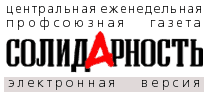 центральная еженедельная
профсоюзная газета
СОЛИДАРНОСТЬ
электронная версия